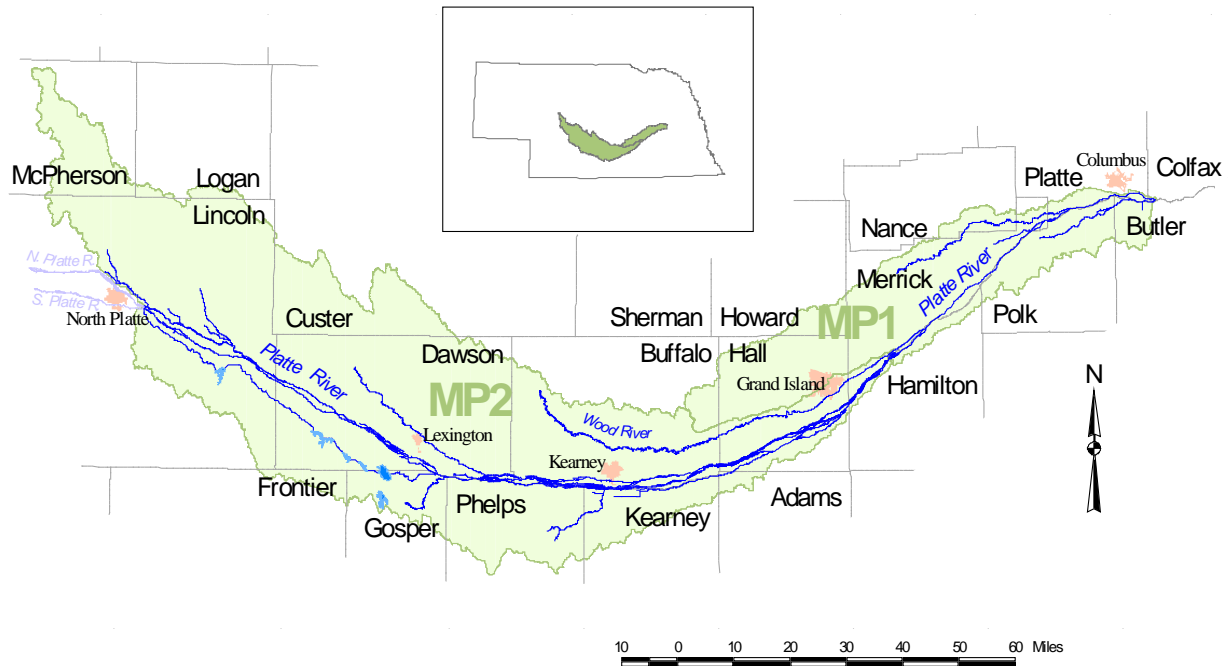 Columbus
Platte
Colfax
McPherson
Logan
Lincoln
Nance
Butler
N. Platte R.
S. Platte R.
North Platte
Merrick
Platte River
Custer
Sherman
Howard
MP1
Polk
Platte River
Dawson
Buffalo
Hall
N
MP2
Grand Island
Hamilton
Wood River
Lexington
Kearney
Frontier
Phelps
Adams
Gosper
Kearney
10 0 10 20 30 40 50 60 Miles